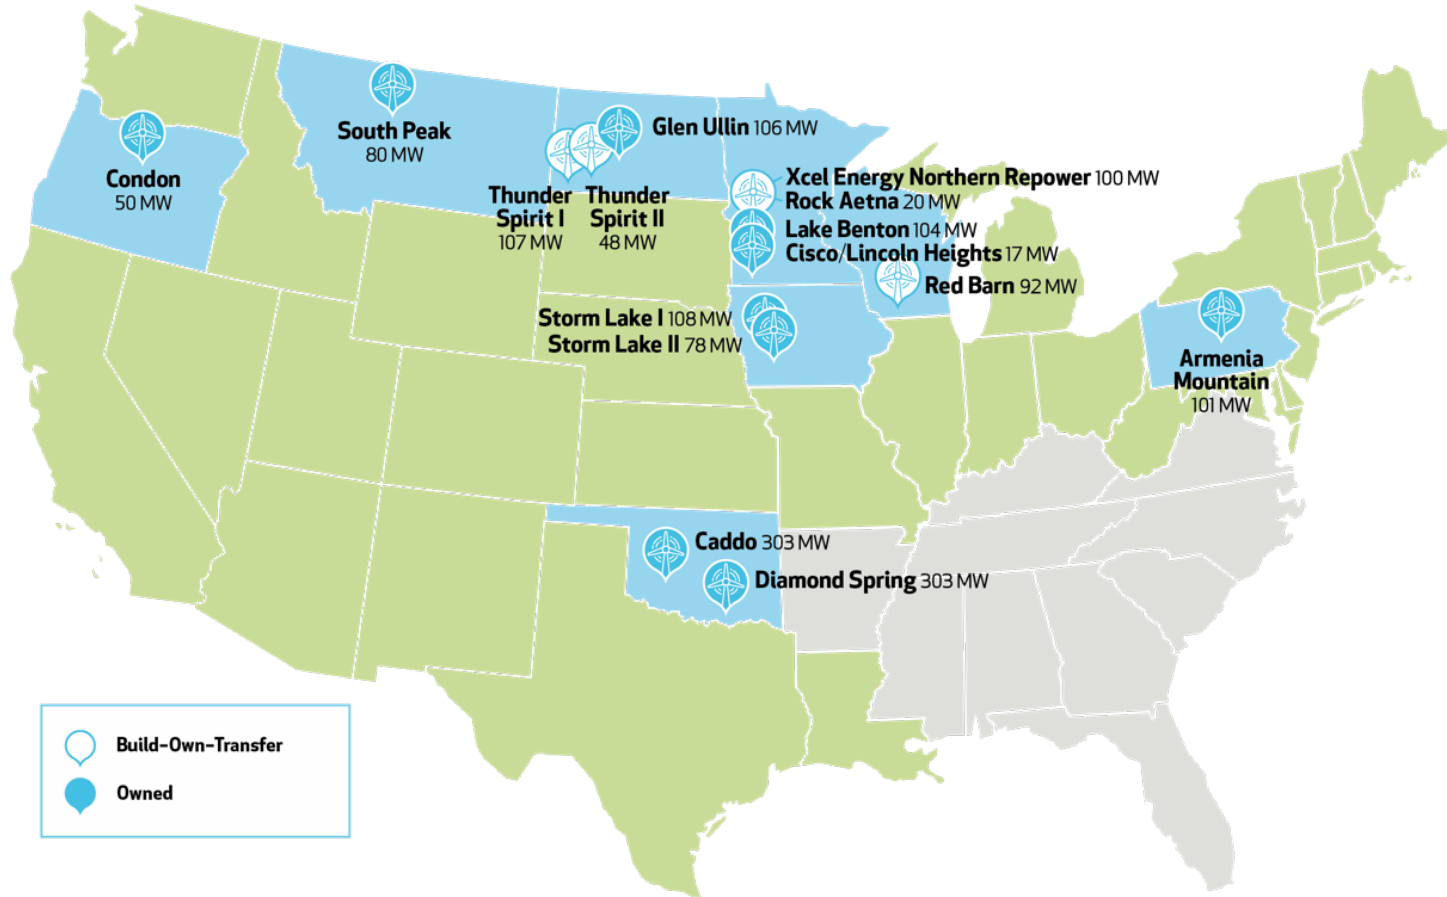 South Peak
80 MW
Condon
50 MW
Glen Ullin 106 MW
Thunder
Spirit I
107 MW
Thunder
Spirit II
48 MW
Xcel Energy Northern Repower 100 MW
Rock Aetna 20 MW
Lake Benton 104 MW
Cisco/Lincoln Heights 17 MW
Red Barn 92 MW
Storm Lake I 108 MW
Storm Lake II 78 MW
Armenia
Mountain
101 MW
Caddo 303 MW
Diamond Spring 303 MW
Build-Own-Transfer
Owned